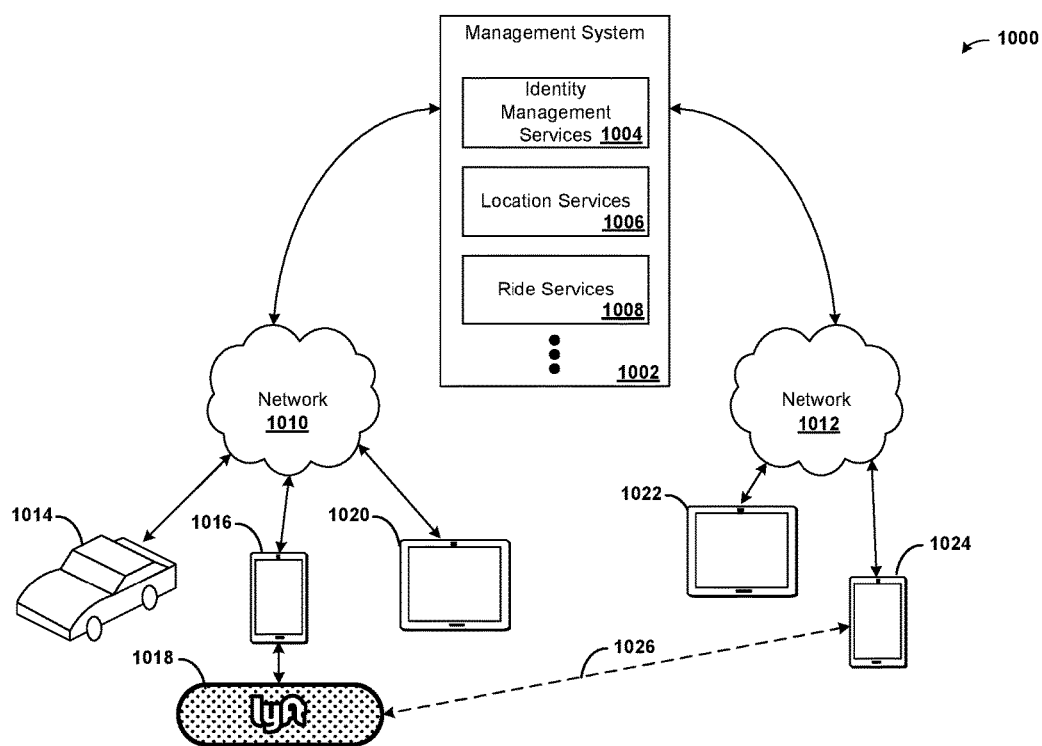 Management System
1000
Identity
Management
Services 1004
Location Services
1006
Ride Services
1008
1002
Network
1010
Network
1012
1014
1016
1020
1022
1024
1018
lyft
1026